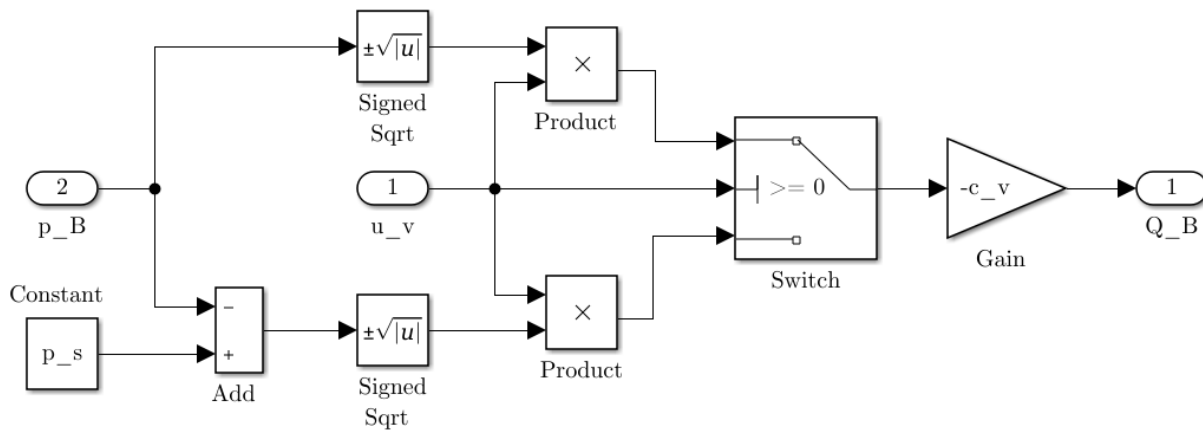 ±√|u|
Signed
Sqrt
×
Product
2
p_B
1
u_v
>= 0
Switch
-c_v
Gain
1
Q_B
Constant
p_s
−
+
Add
±√|u|
Signed
Sqrt
×
Product